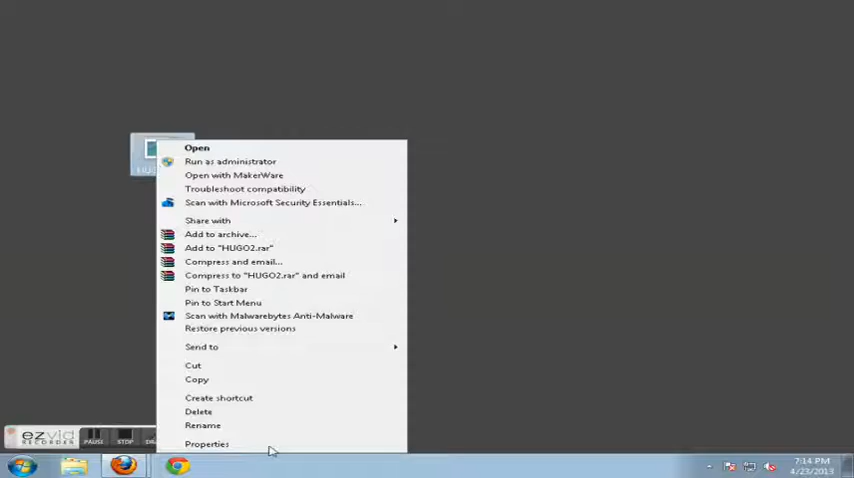 Open
Run as administrator
Open with MakerWare
Troubleshoot compatibility
Scan with Microsoft Security Essentials...
Share with
Add to archive...
Add to "HUGO2.rar"
Compress and email...
Compress to "HUGO2.rar" and email
Pin to Taskbar
Pin to Start Menu
Scan with Malwarebytes Anti-Malware
Restore previous versions
Send to
Cut
Copy
Create shortcut
Delete
Rename
Properties
ezvid
RECORDER
PAUSE
STOP
7:14 PM
4/23/2013